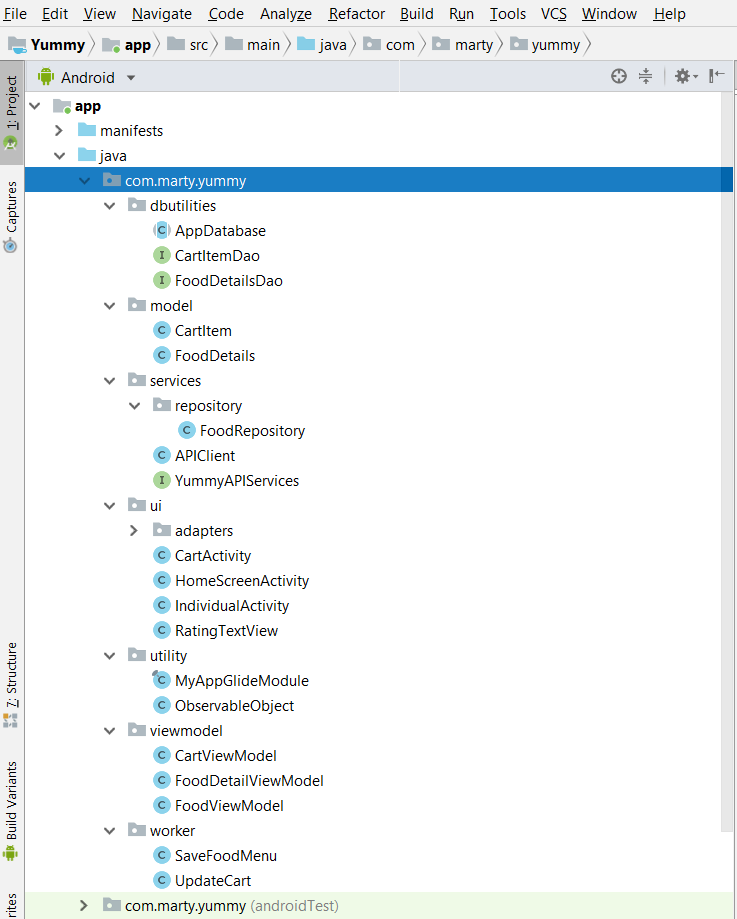 File Edit View Navigate Code Analyze Refactor Build Run Tools VCS Window Help
Yummy app src main java com marty yummy
Android
app
manifests
java
com.marty.yummy
dbutilities
C AppDatabase
I CartItemDao
I FoodDetailsDao
model
C CartItem
C FoodDetails
services
repository
C FoodRepository
C APIClient
I YummyAPIServices
ui
adapters
C CartActivity
C HomeScreenActivity
C IndividualActivity
C RatingTextView
utility
C MyAppGlideModule
C ObservableObject
viewmodel
C CartViewModel
C FoodDetailViewModel
C FoodViewModel
worker
C SaveFoodMenu
C UpdateCart
com.marty.yummy (androidTest)
1: Project
Captures
7: Structure
Build Variants